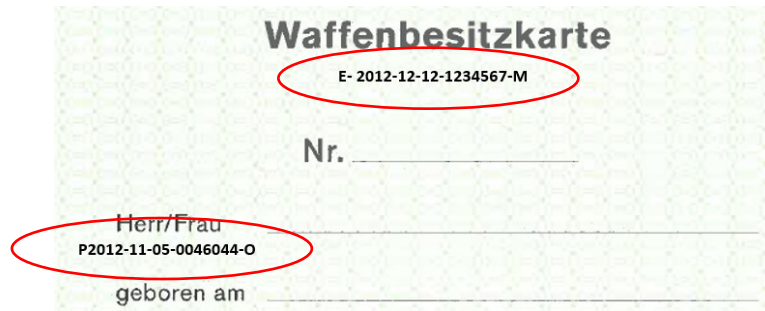 Waffenbesitzkarte
E- 2012-12-12-1234567-M
Nr.
Herr/Frau
P2012-11-05-0046044-O
geboren am